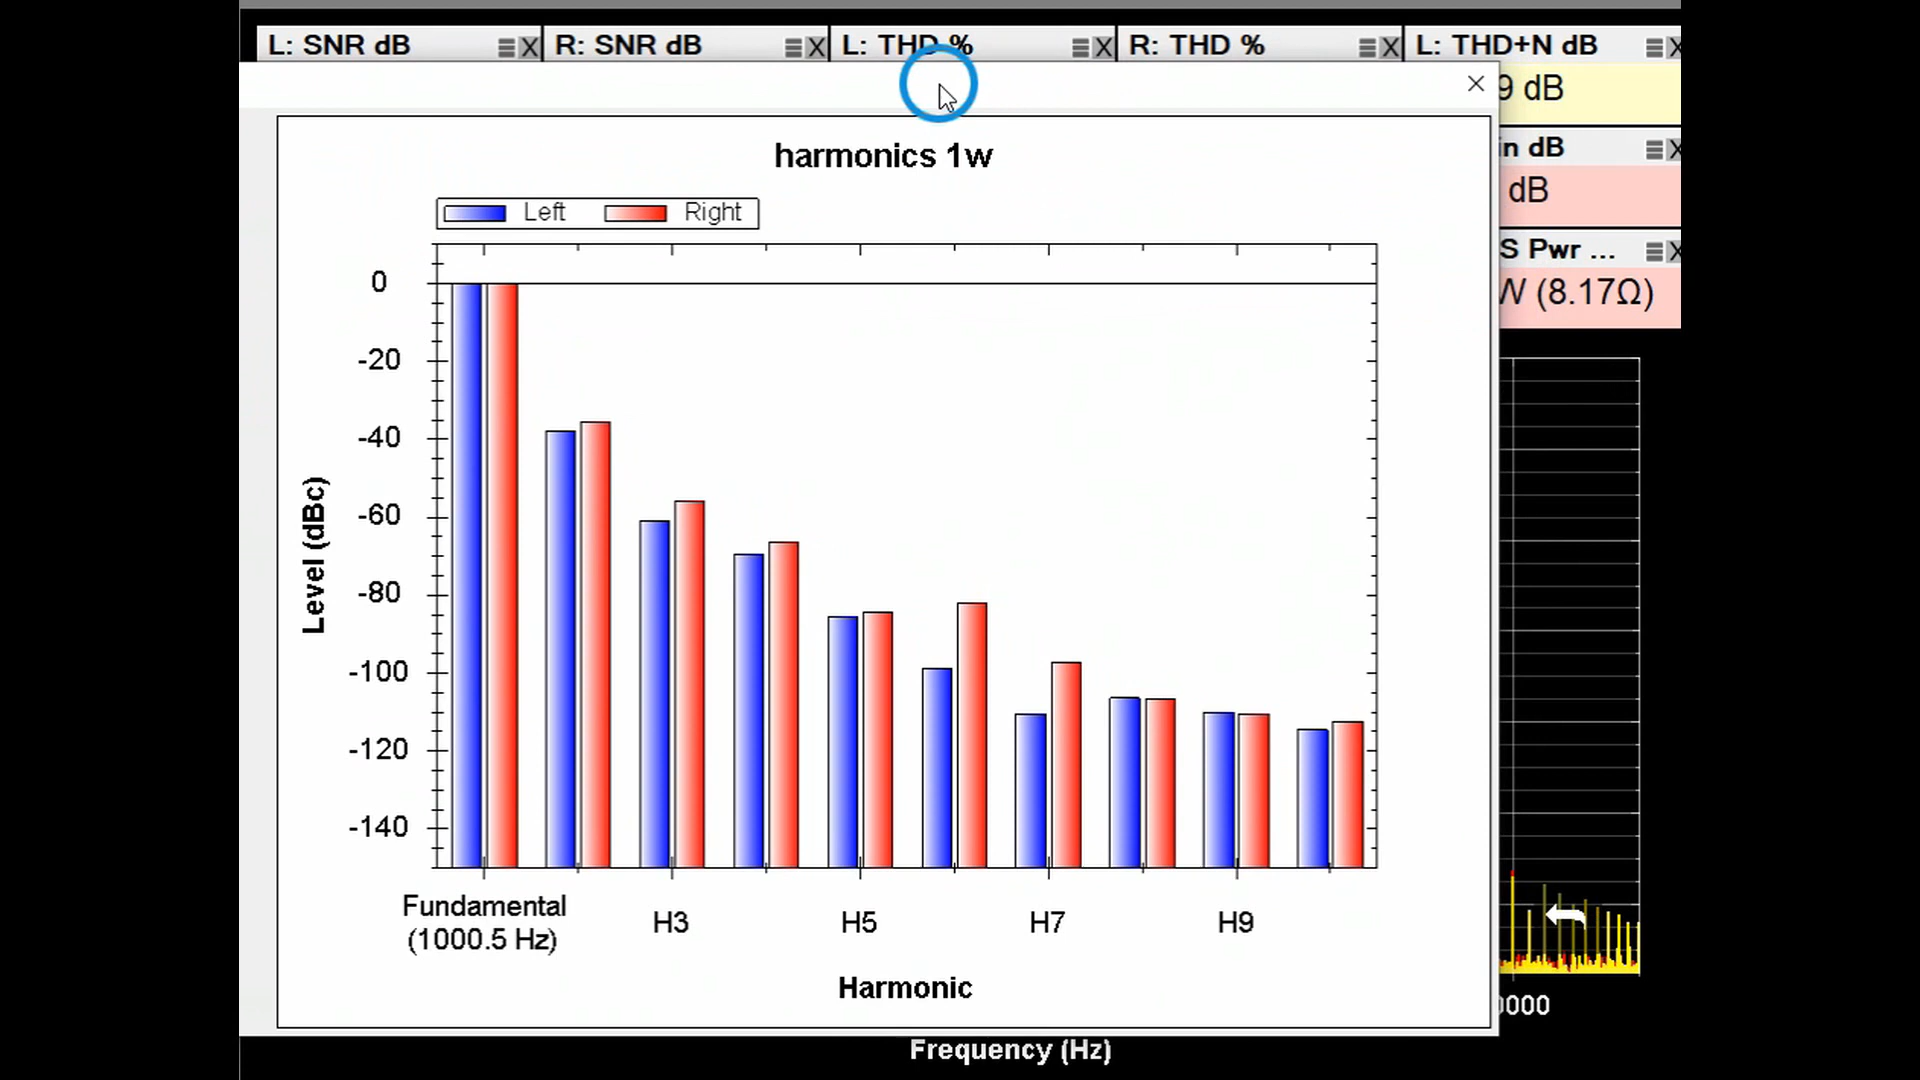 L: SNR dB
R: SNR dB
L: THD %
R: THD %
L: THD+N dB
9 dB
in dB
dB
S Pwr ...
W (8.17Ω)
harmonics 1w
Left
Right
0
-20
-40
-60
-80
-100
-120
-140
Level (dBc)
Fundamental
(1000.5 Hz)
H3
H5
H7
H9
Harmonic
0000
Frequency (Hz)